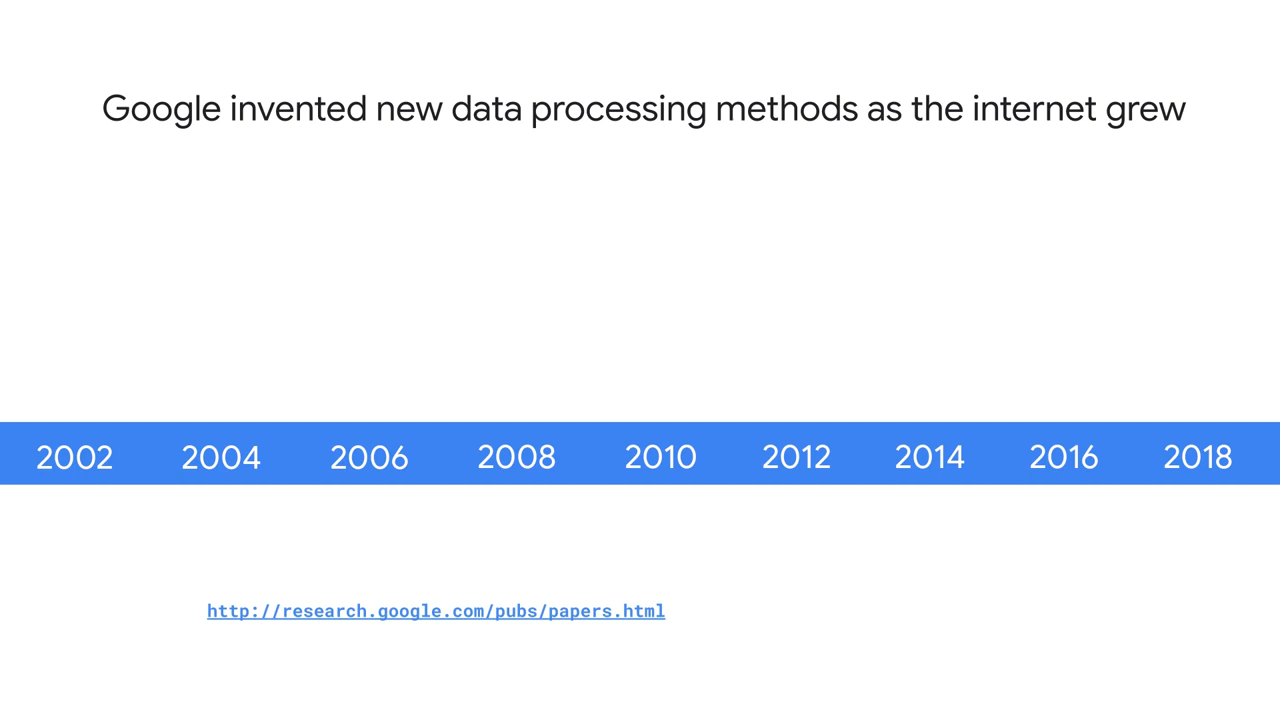 Google invented new data processing methods as the internet grew
2002 2004 2006 2008 2010 2012 2014 2016 2018
http://research.google.com/pubs/papers.html